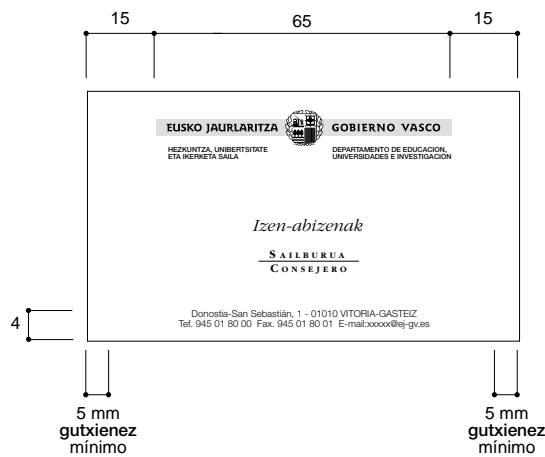 15 65 15
EUSKO JAURLARITZA GOBIERNO VASCO
HEZKUNTZA, UNIBERTSITATE
ETA IKERKETA SAILA
DEPARTAMENTO DE EDUCACION,
UNIVERSIDADES E INVESTIGACION
Izen-abizenak
SAILBURUA
CONSEJERO
4
Donostia-San Sebastián, 1 - 01010 VITORIA-GASTEIZ
Tef. 945 01 80 00 Fax. 945 01 80 01 E-mail:xxxxx@ej-gv.es
5 mm
gutxienez
mínimo
5 mm
gutxienez
mínimo